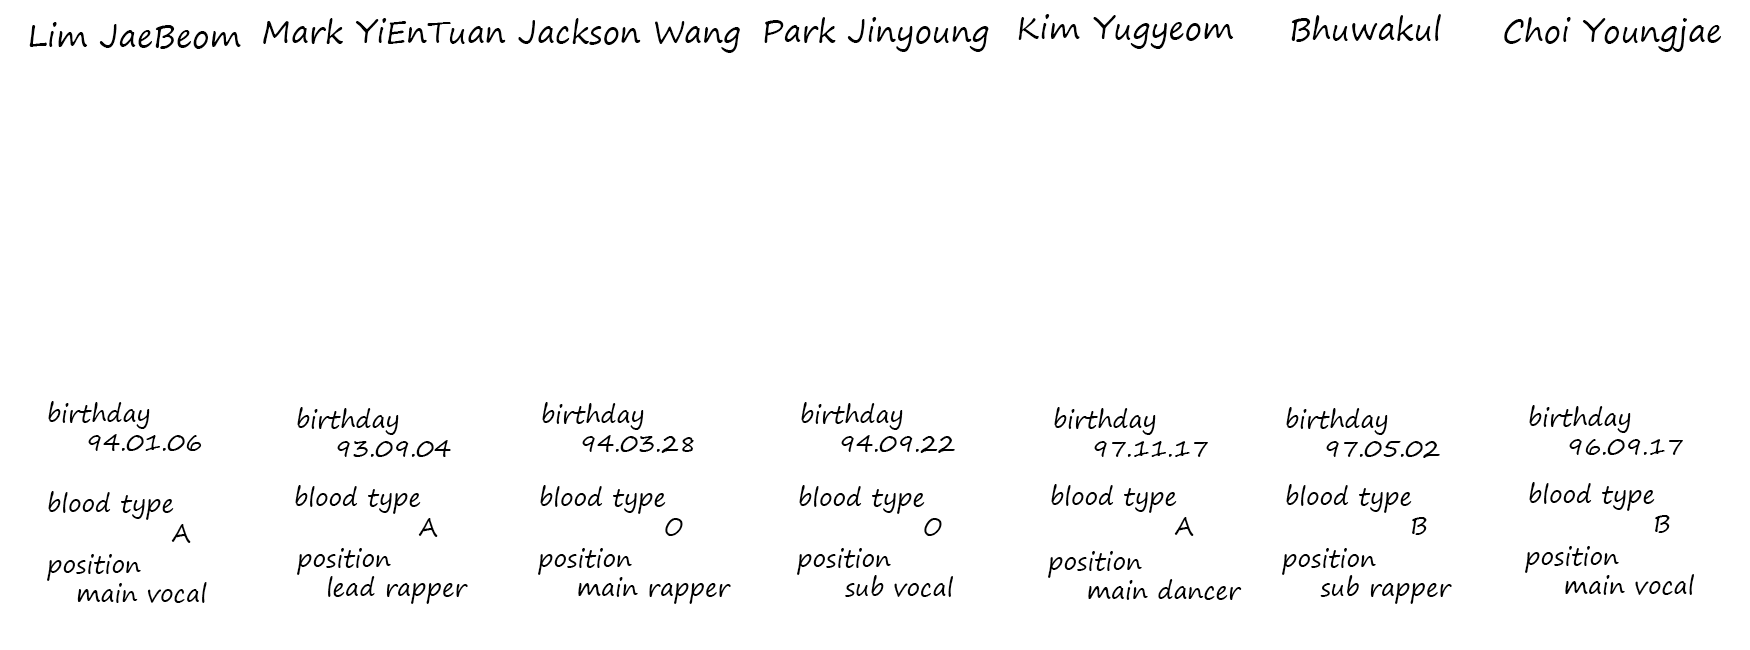 Lim JaeBeom
birthday
94.01.06
blood type
A
position
main vocal
Mark YiEnTuan
birthday
93.09.04
blood type
A
position
lead rapper
Jackson Wang
birthday
94.03.28
blood type
O
position
main rapper
Park Jinyoung
birthday
94.09.22
blood type
O
position
sub vocal
Kim Yugyeom
birthday
97.11.17
blood type
A
position
main dancer
Bhuwakul
birthday
97.05.02
blood type
B
position
sub rapper
Choi Youngjae
birthday
96.09.17
blood type
B
position
main vocal